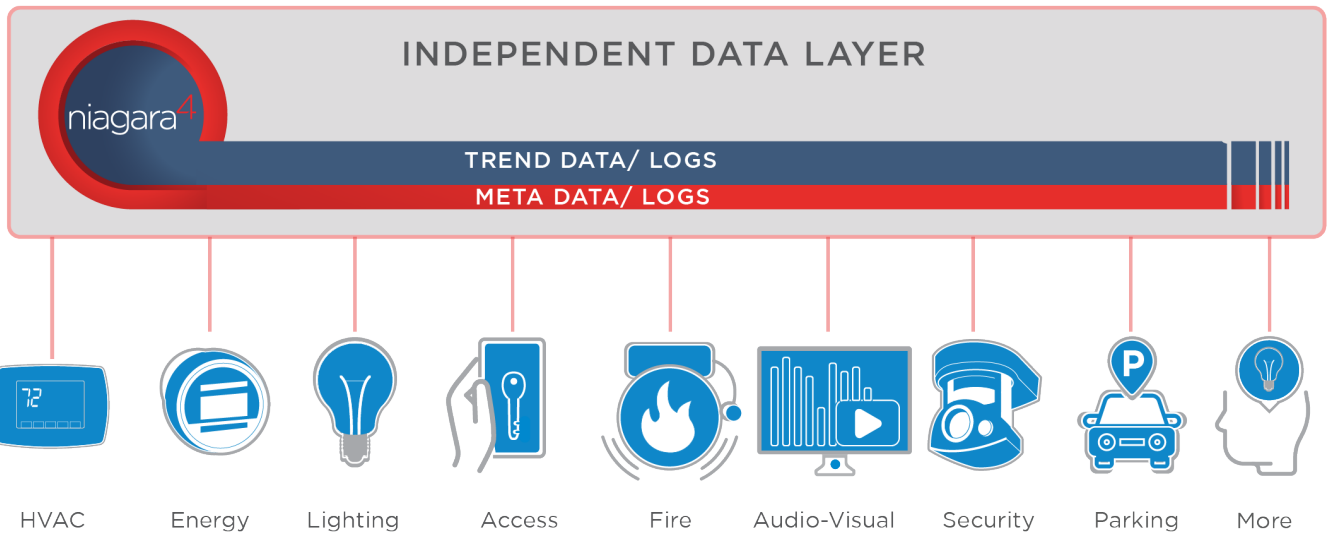 INDEPENDENT DATA LAYER
niagara4
TREND DATA/ LOGS
META DATA/ LOGS
72
P
HVAC Energy Lighting Access Fire Audio-Visual Security Parking More